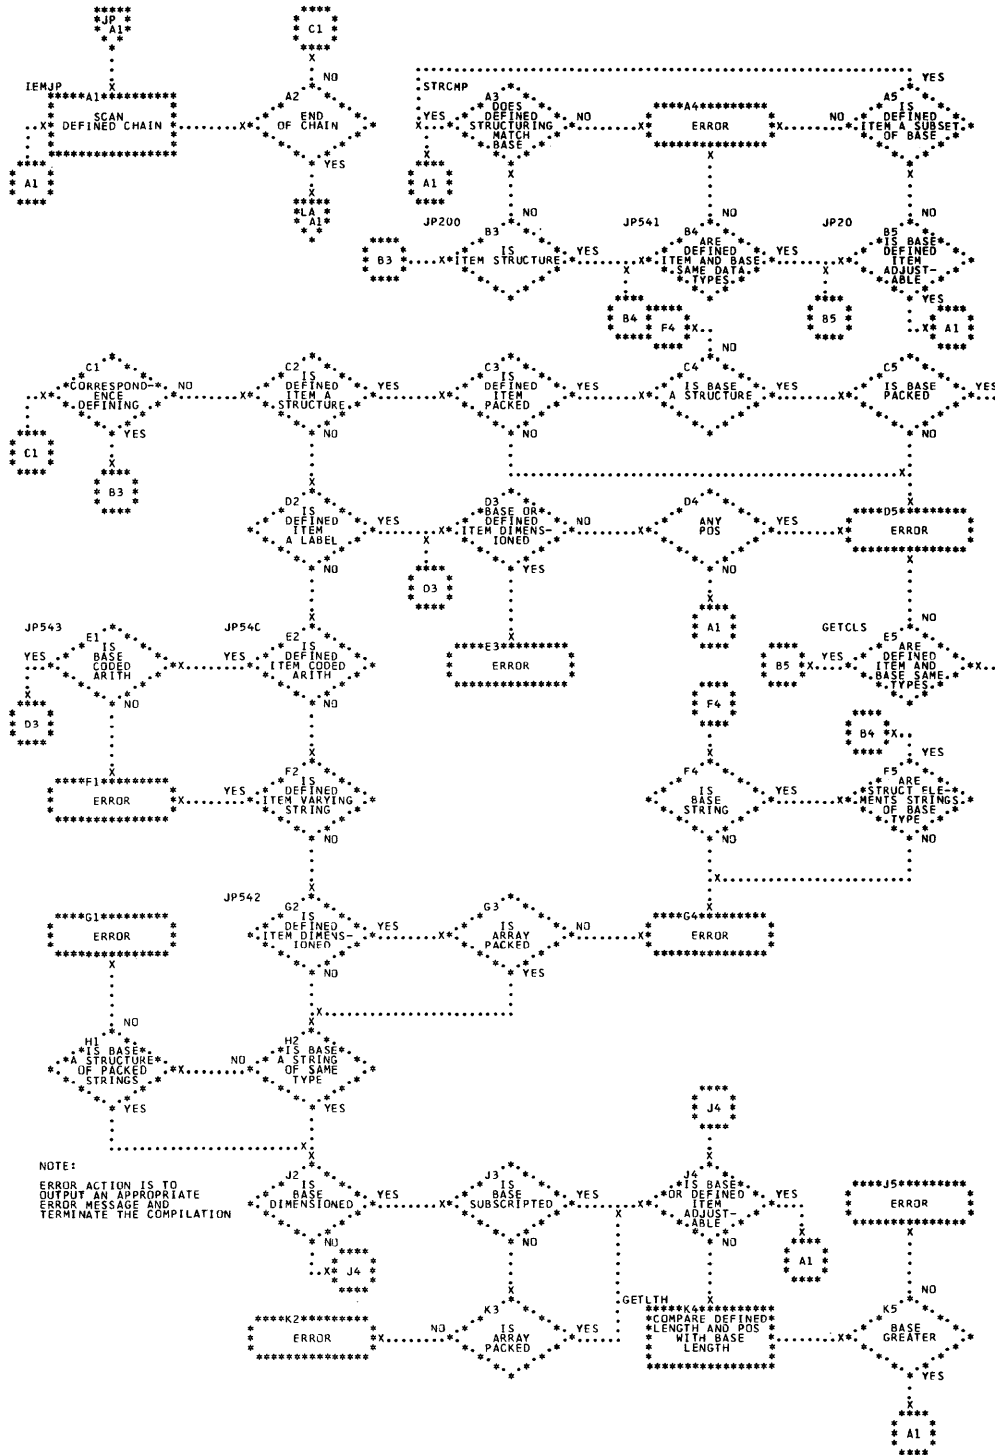 JP
A1
C1
NO
YES
IEMJP
A1
SCAN
DEFINED CHAIN
A2
END
OF CHAIN
YES
A1
LA
A1
STRCMP
A3
DOES
DEFINED
STRUCTURING
MATCH
BASE
YES
NO
A1
A4
ERROR
NO
A5
IS
DEFINED
ITEM A SUBSET
OF BASE
JP200
NO
B3
IS
ITEM STRUCTURE
B3
YES
JP541
NO
B4
ARE
DEFINED
ITEM AND BASE
SAME DATA
TYPES
B4
YES
JP20
NO
B5
IS BASE
DEFINED
ITEM
ADJUST-
ABLE
B5
YES
A1
F4
NO
C1
CORRESPOND-
ENCE
DEFINING
NO
YES
C1
B3
C2
IS
DEFINED
ITEM A
STRUCTURE
YES
NO
C3
IS
DEFINED
ITEM
PACKED
YES
NO
C4
IS BASE
A STRUCTURE
YES
C5
IS BASE
PACKED
YES
NO
D2
IS
DEFINED
ITEM
A LABEL
YES
NO
D3
D3
BASE OR
DEFINED
ITEM DIMENS-
IONED
NO
YES
D4
ANY
POS
YES
NO
A1
D5
ERROR
JP543
E1
IS
BASE
CODED
ARITH
YES
NO
D3
JP54C
E2
IS
DEFINED
ITEM CODED
ARITH
YES
NO
E3
ERROR
GETCLS
NO
E5
ARE
DEFINED
ITEM AND
BASE SAME
TYPES
YES
B5
F4
B4
YES
F1
ERROR
F2
IS
DEFINED
ITEM VARYING
STRING
YES
NO
F4
IS
BASE
STRING
YES
NO
F5
ARE
STRUCT ELE-
MENTS STRINGS
OF BASE
TYPE
NO
G1
ERROR
JP542
G2
IS
DEFINED
ITEM DIMENS-
IONED
YES
NO
G3
IS
ARRAY
PACKED
NO
YES
G4
ERROR
NO
H1
IS BASE
A STRUCTURE
OF PACKED
STRINGS
YES
H2
IS BASE
A STRING
OF SAME
TYPE
NO
YES
J4
NOTE:
ERROR ACTION IS TO
OUTPUT AN APPROPRIATE
ERROR MESSAGE AND
TERMINATE THE COMPILATION
J2
IS
BASE
DIMENSIONED
YES
NO
J4
J3
IS
BASE
SUBSCRIPTED
YES
NO
J4
IS BASE
OR DEFINED
ITEM
ADJUST-
ABLE
YES
NO
A1
J5
ERROR
K2
ERROR
NO
K3
IS
ARRAY
PACKED
YES
GETLTH
K4
COMPARE DEFINED
LENGTH AND POS
WITH BASE
LENGTH
NO
K5
BASE
GREATER
YES
A1